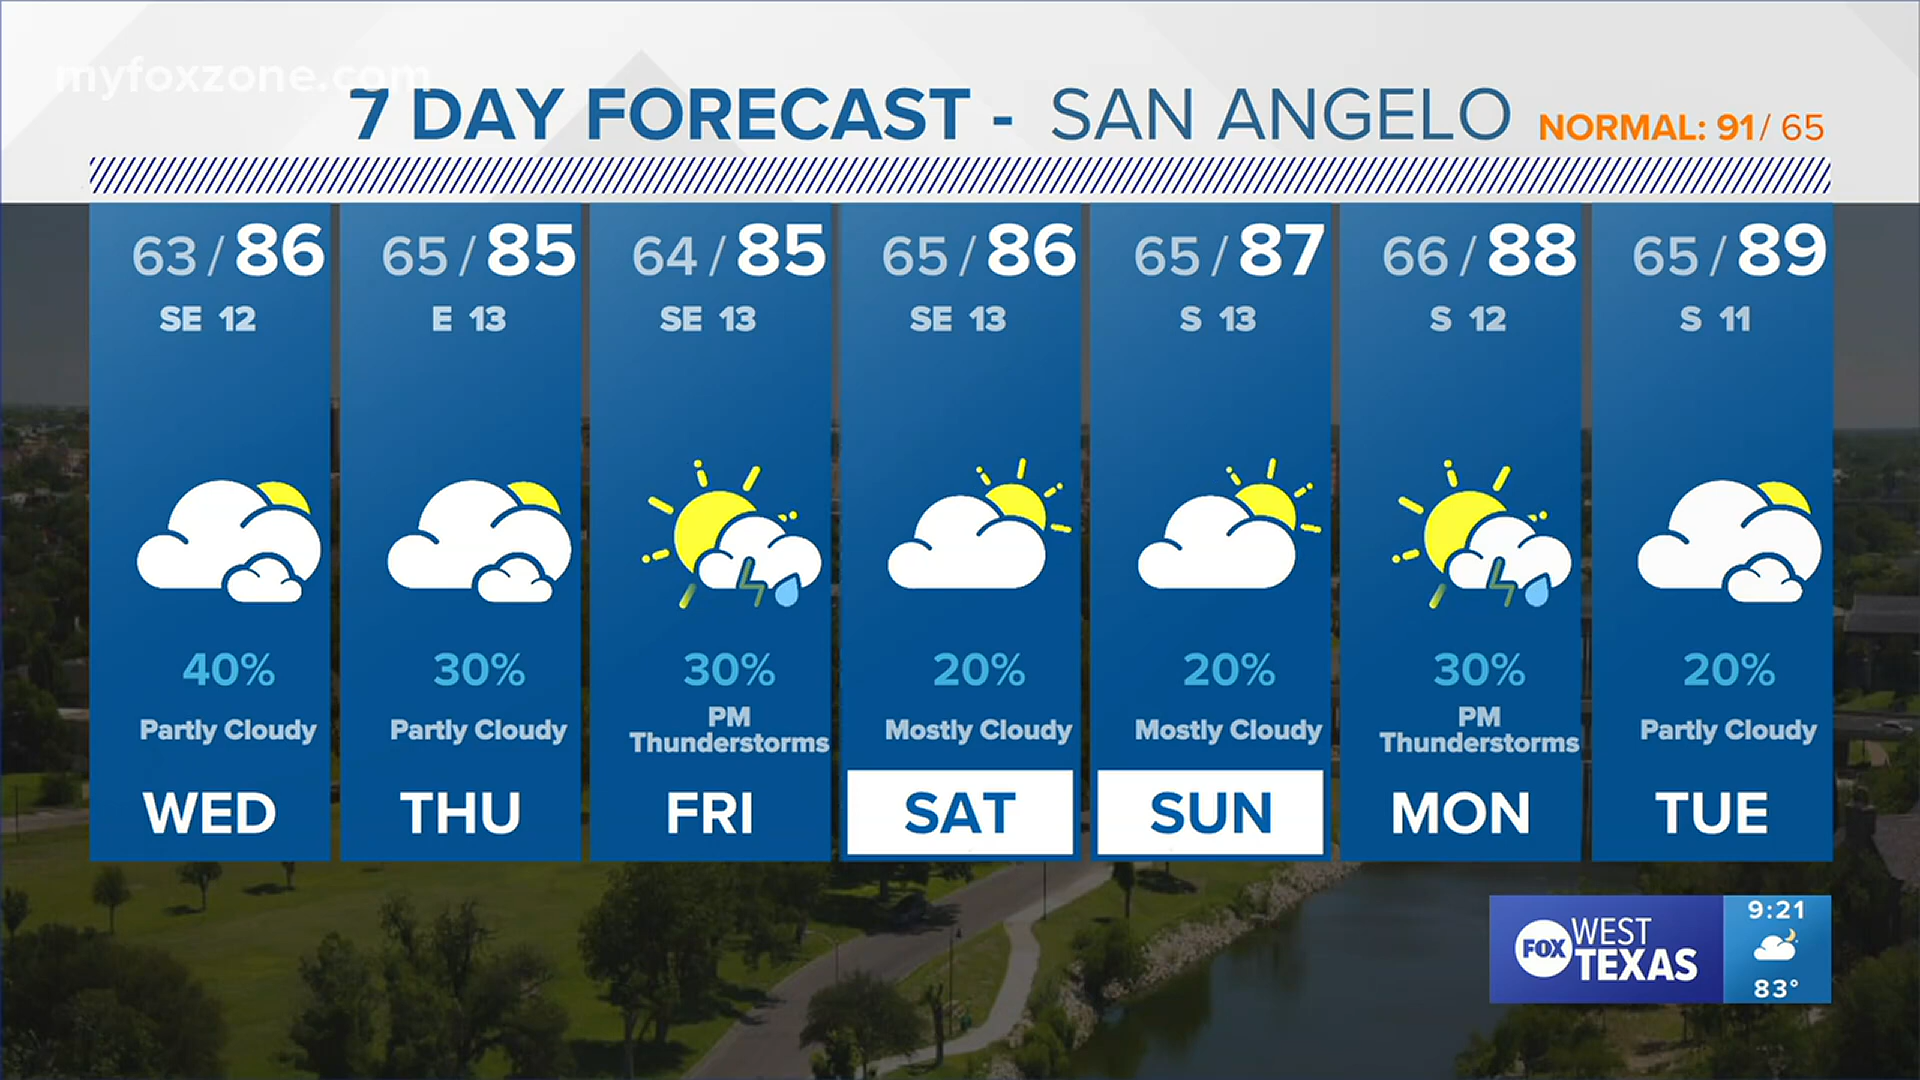 myfoxzone.com
7 DAY FORECAST - SAN ANGELO NORMAL: 91/ 65
63/86 65/85 64/85 65/86 65/87 66/88 65/89
SE 12 E 13 SE 13 SE 13 S 13 S 12 S 11
40% 30% 30% 20% 20% 30% 20%
Partly Cloudy Partly Cloudy PM Thunderstorms Mostly Cloudy Mostly Cloudy PM Thunderstorms Partly Cloudy
WED THU FRI SAT SUN MON TUE
FOX WEST TEXAS
9:21
83°